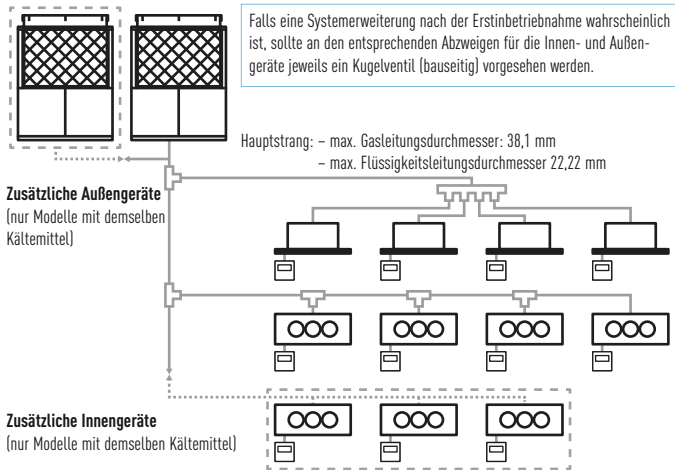 Falls eine Systemerweiterung nach der Erstinbetriebnahme wahrscheinlich
ist, sollte an den entsprechenden Abzweigen für die Innen- und Außen-
geräte jeweils ein Kugelventil (bauseitig) vorgesehen werden.
Hauptstrang: – max. Gasleitungsdurchmesser: 38,1 mm
– max. Flüssigkeitsleitungsdurchmesser 22,22 mm
Zusätzliche Außengeräte
(nur Modelle mit demselben
Kältemittel)
Zusätzliche Innengeräte
(nur Modelle mit demselben Kältemittel)